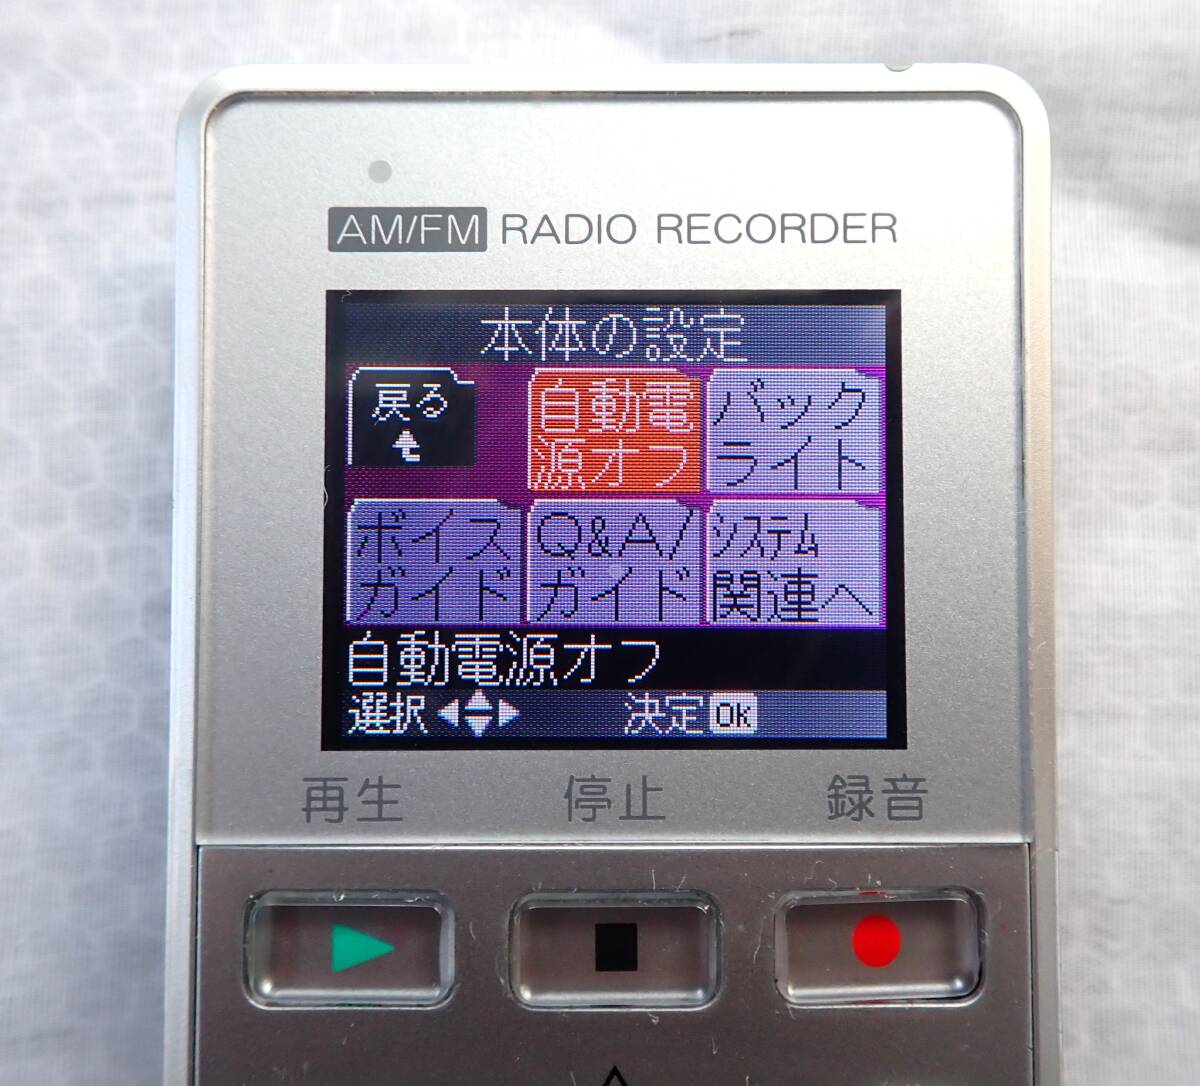 AM/FM RADIO RECORDER
本体の設定
戻る
自動電
源オフ
バック
ライト
ボイス
ガイド
Q&A/
ガイド
システム
関連へ
自動電源オフ
選択 決定 OK
再生 停止 録音